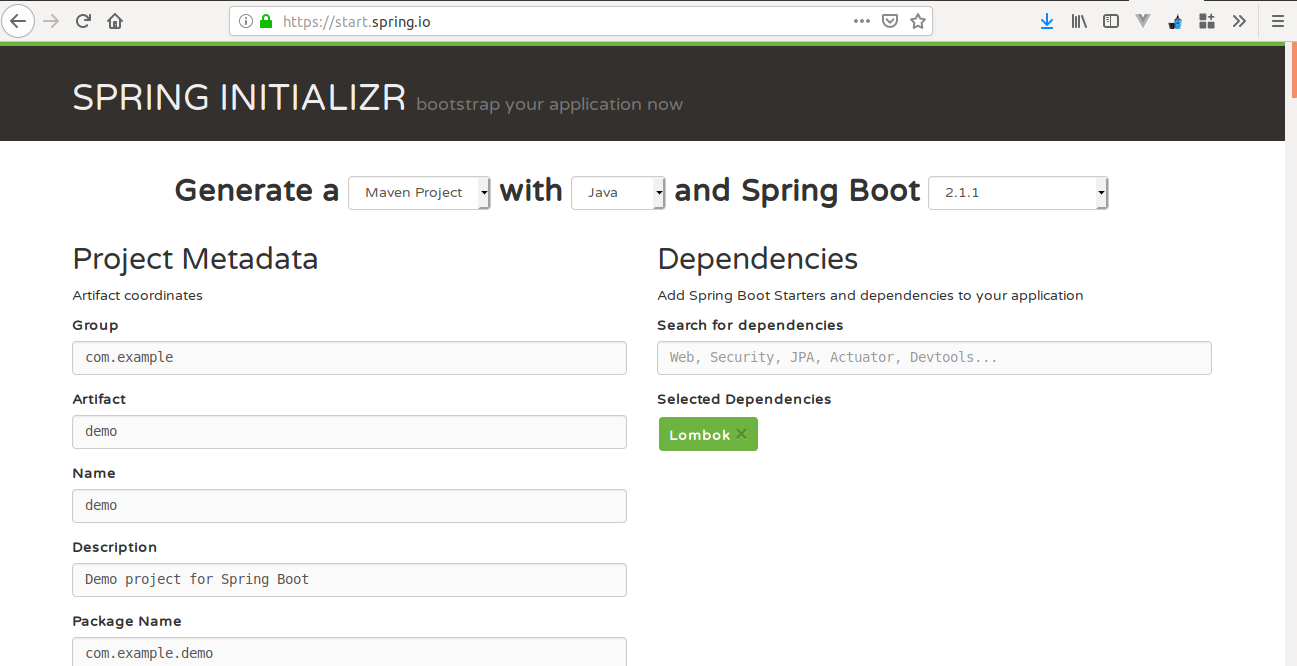 https://start.spring.io
SPRING INITIALIZR bootstrap your application now
Generate a Maven Project with Java and Spring Boot 2.1.1
Project Metadata
Artifact coordinates
Group
com.example
Artifact
demo
Name
demo
Description
Demo project for Spring Boot
Package Name
com.example.demo
Dependencies
Add Spring Boot Starters and dependencies to your application
Search for dependencies
Web, Security, JPA, Actuator, Devtools...
Selected Dependencies
Lombok ×